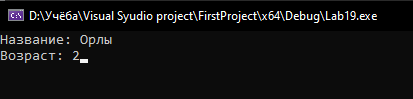 D:\Учёба\Visual Syudio project\FirstProject\x64\Debug\Lab19.exe
Название: Орлы
Возраст: 2